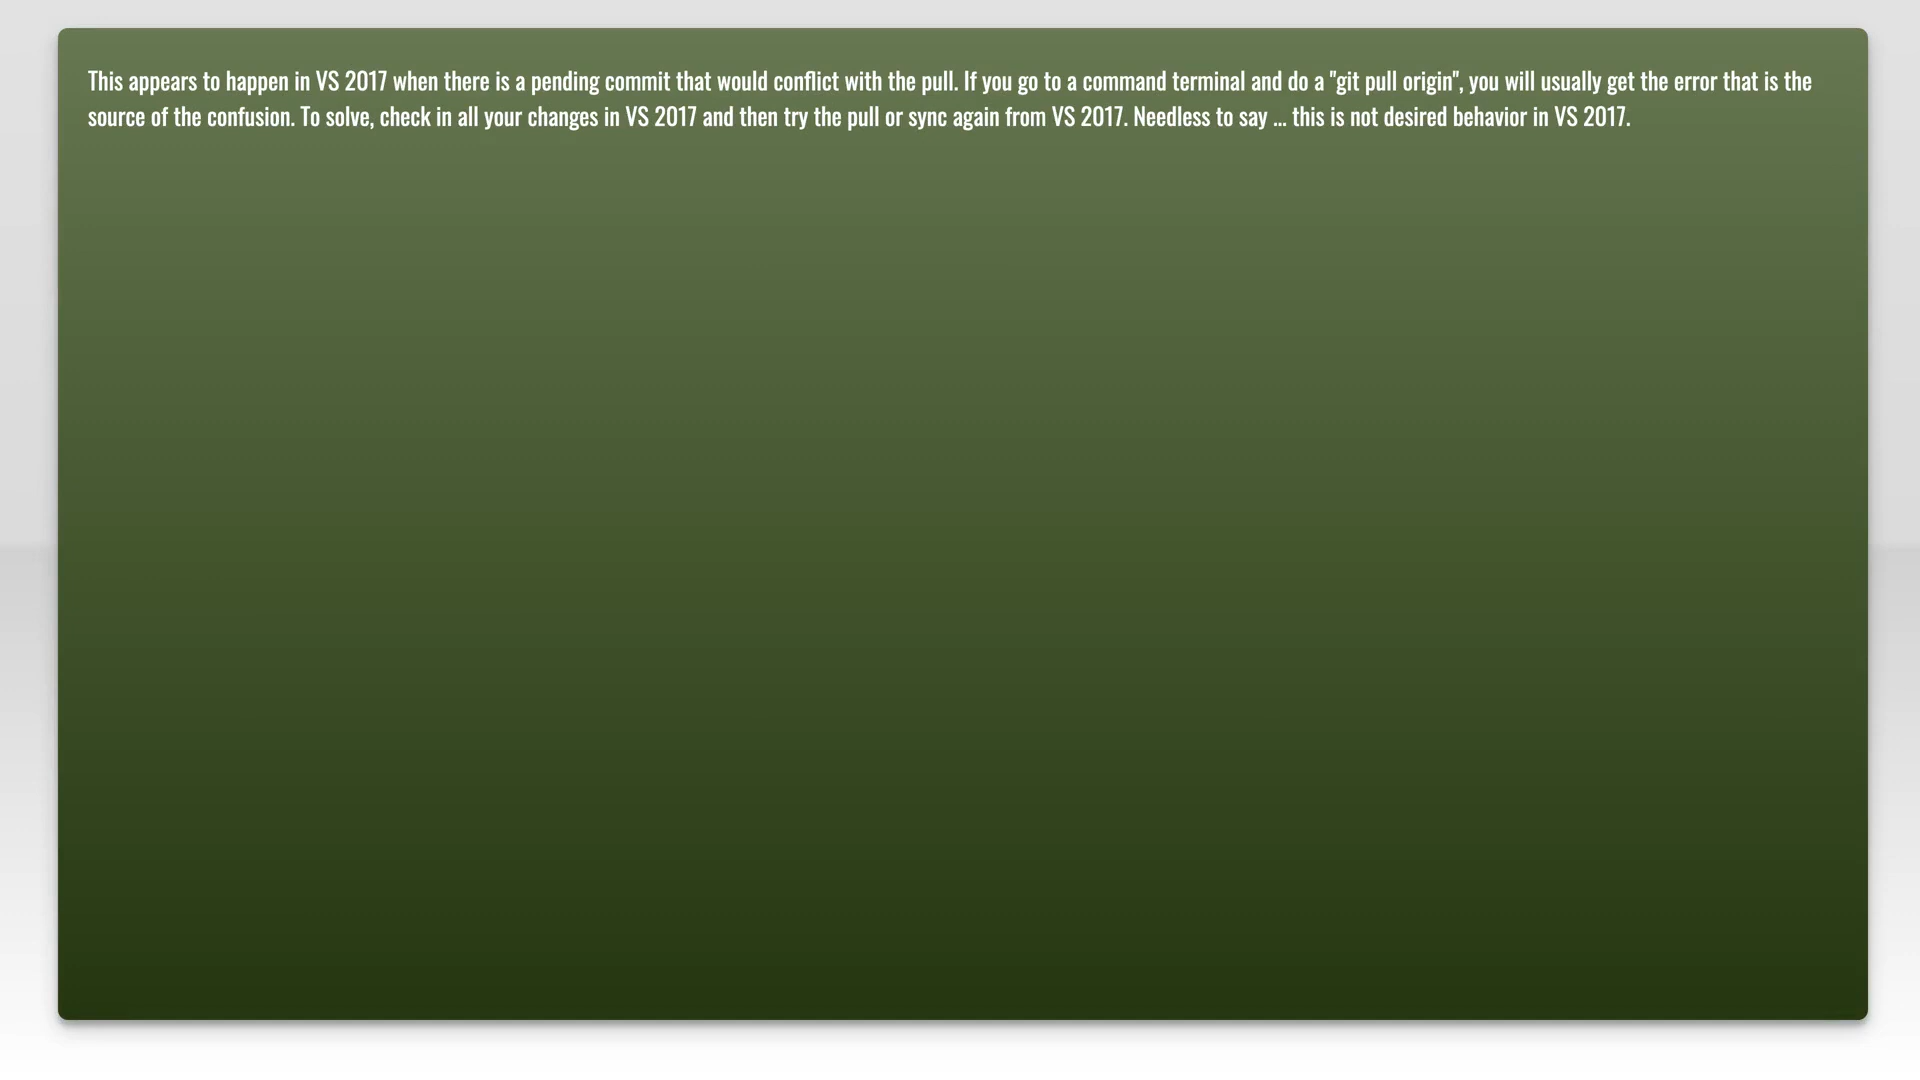 This appears to happen in VS 2017 when there is a pending commit that would conflict with the pull. If you go to a command terminal and do a "git pull origin", you will usually get the error that is the
source of the confusion. To solve, check in all your changes in VS 2017 and then try the pull or sync again from VS 2017. Needless to say ... this is not desired behavior in VS 2017.